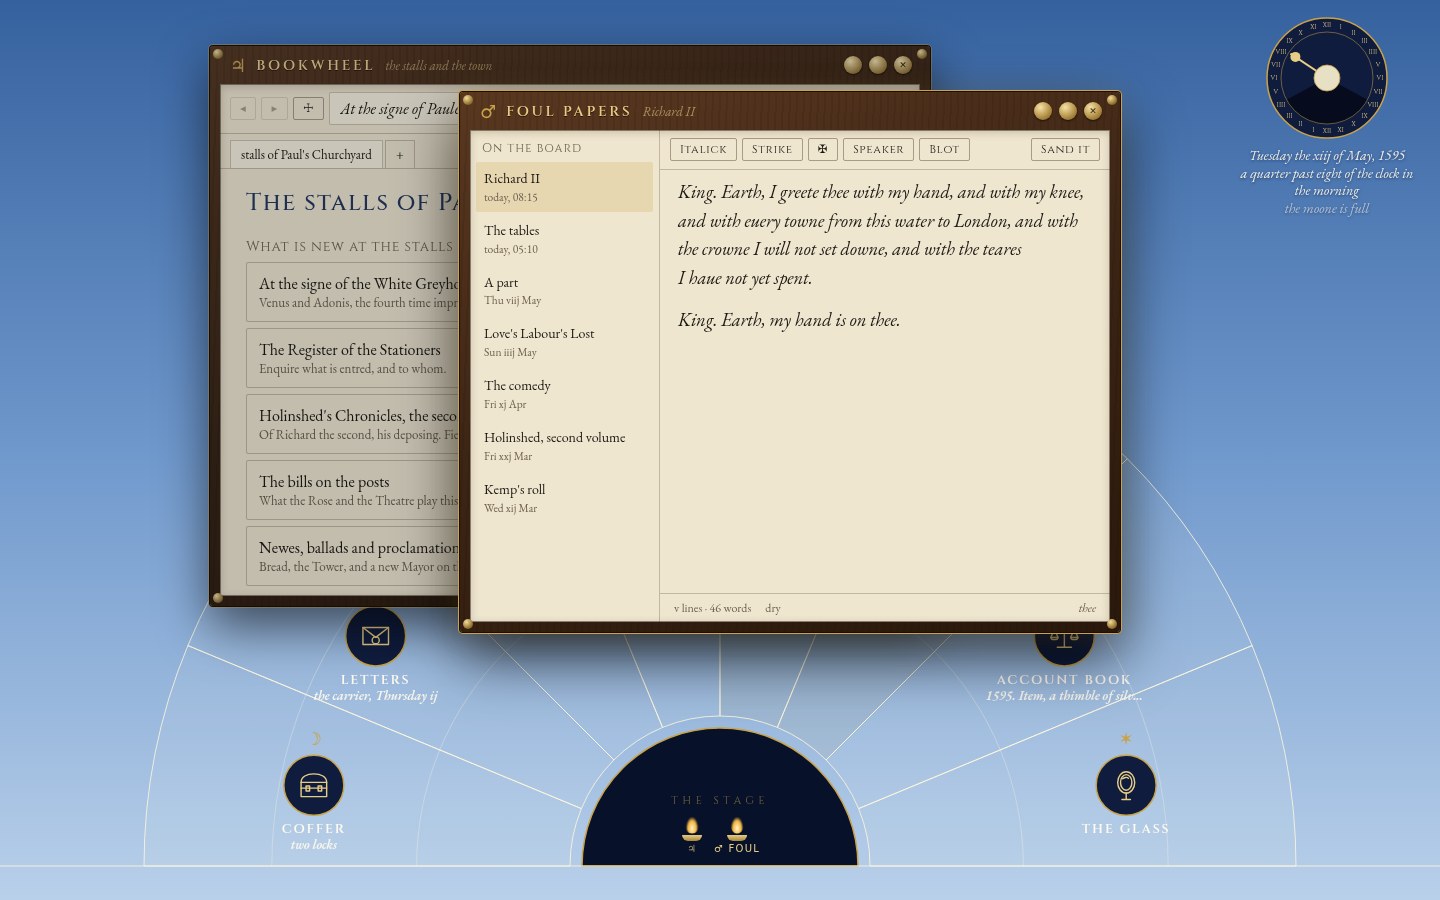 BOOKWHEEL the stalls and the town
At the signe of
stalls of Paul's Churchyard +
THE STALLS OF
WHAT IS NEW AT THE STALLS
At the signe of the White
Venus and Adonis, the fourth time
The Register of the Stationers
Enquire what is entred, and to whom.
Holinshed's Chronicles, the
Of Richard the second, his deposing.
The bills on the posts
What the Rose and the Theatre play
Newes, ballads and
Bread, the Tower, and a new Mayor on
FOUL PAPERS Richard II
ON THE BOARD
Richard II
today, 08:15
The tables
today, 05:10
A part
Thu viij May
Love's Labour's Lost
Sun iiij May
The comedy
Fri xj Apr
Holinshed, second volume
Fri xxj Mar
Kemp's roll
Wed xij Mar
ITALICK STRIKE ✠ SPEAKER BLOT SAND IT
King. Earth, I greete thee with my hand, and with my knee,
and with euery towne from this water to London, and with
the crowne I will not set downe, and with the teares
I haue not yet spent.
King. Earth, my hand is on thee.
v lines · 46 words dry thee
Tuesday the xiij of May, 1595
a quarter past eight of the clock in
the morning
the moone is full
LETTERS
the carrier, Thursday ij
COFFER
two locks
THE STAGE
♃ ♂ FOUL
ACCOUNT BOOK
1595. Item, a thimble of
THE GLASS